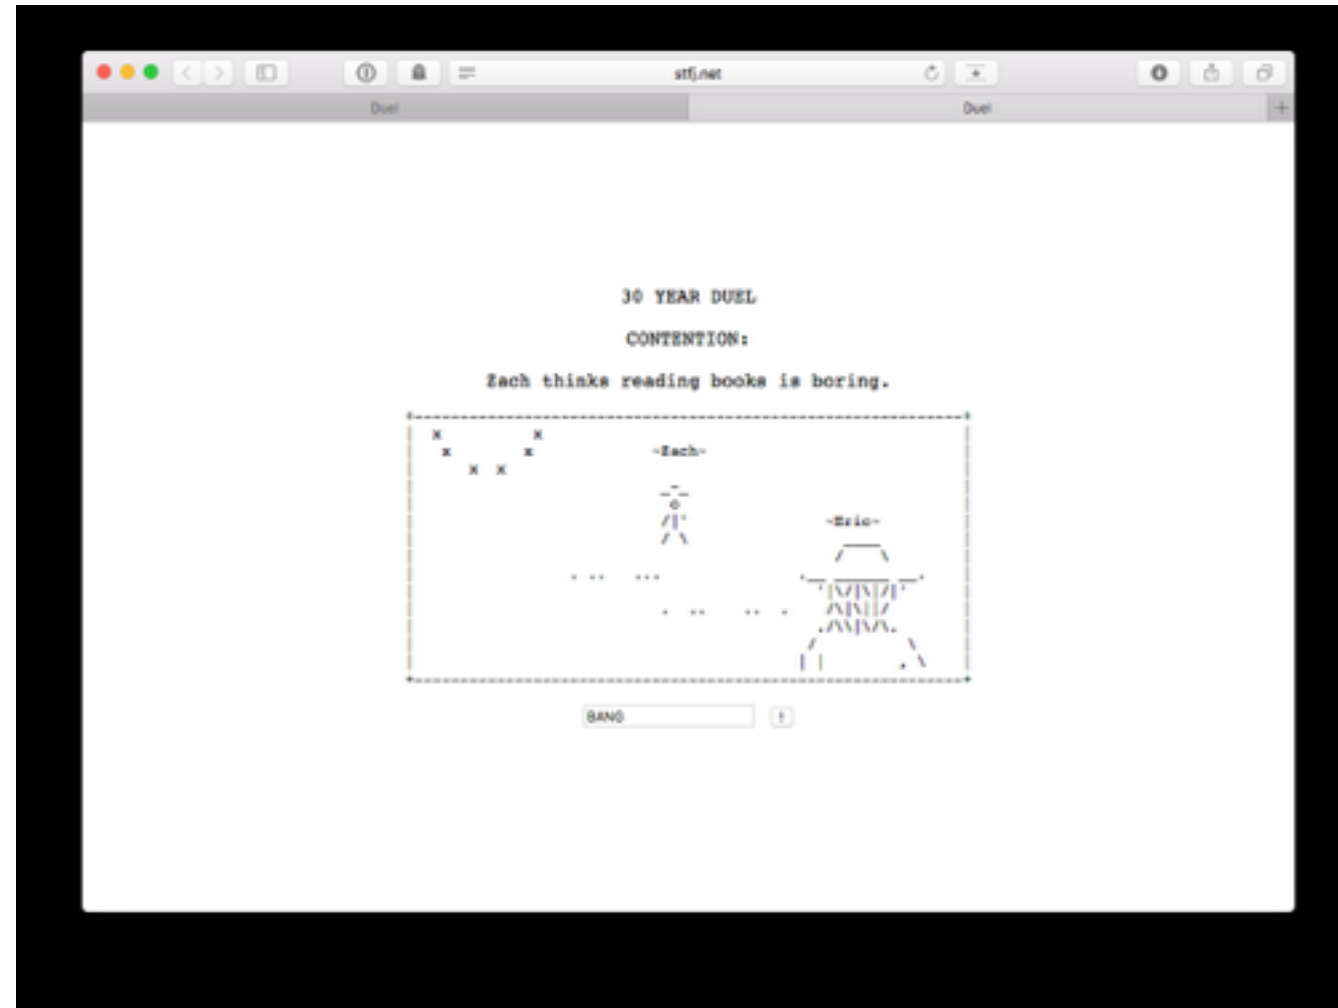 stfj.net
Duel
Duel
30 YEAR DUEL
CONTENTION:
Zach thinks reading books is boring.
~Zach~
~Eric~
BANG
!